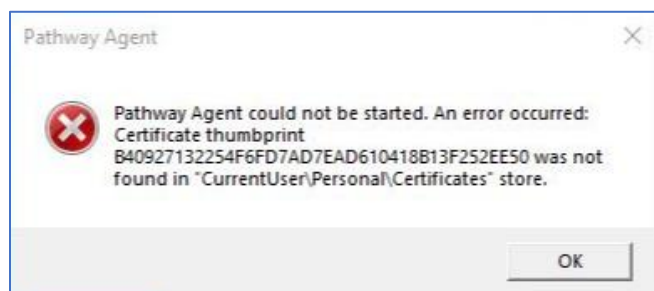 Pathway Agent
Pathway Agent could not be started. An error occurred:
Certificate thumbprint
B40927132254F6FD7AD7EAD610418B13F252EE50 was not
found in "CurrentUser\Personal\Certificates" store.
OK